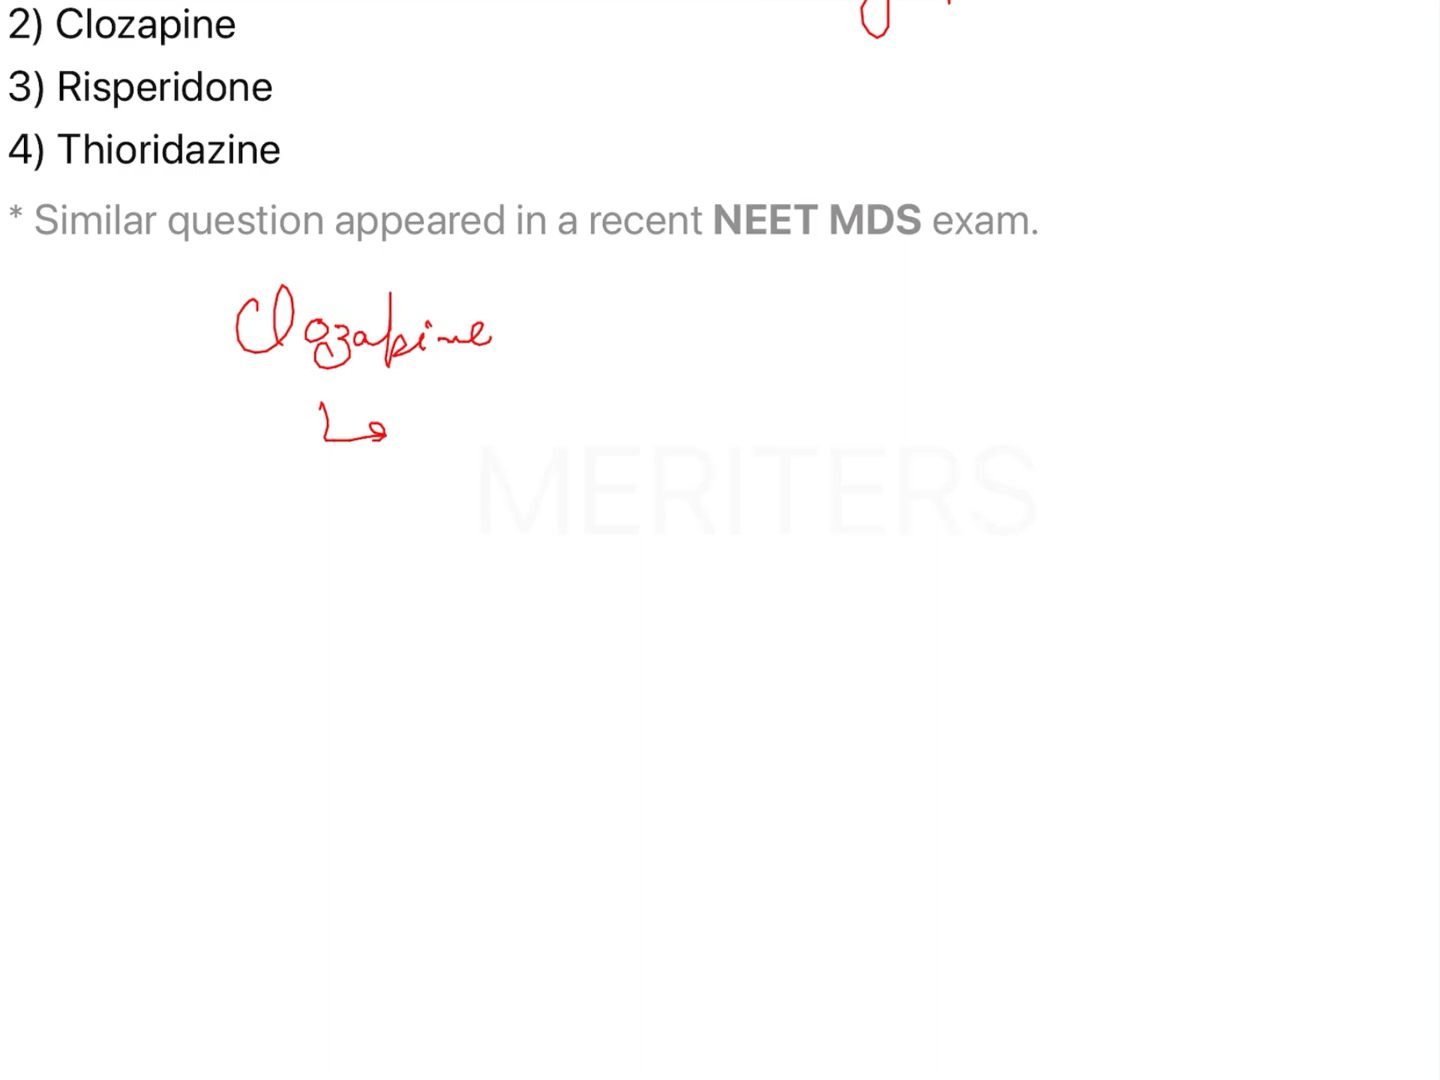 2) Clozapine
3) Risperidone
4) Thioridazine
* Similar question appeared in a recent NEET MDS exam.
Clozapine
MERITERS